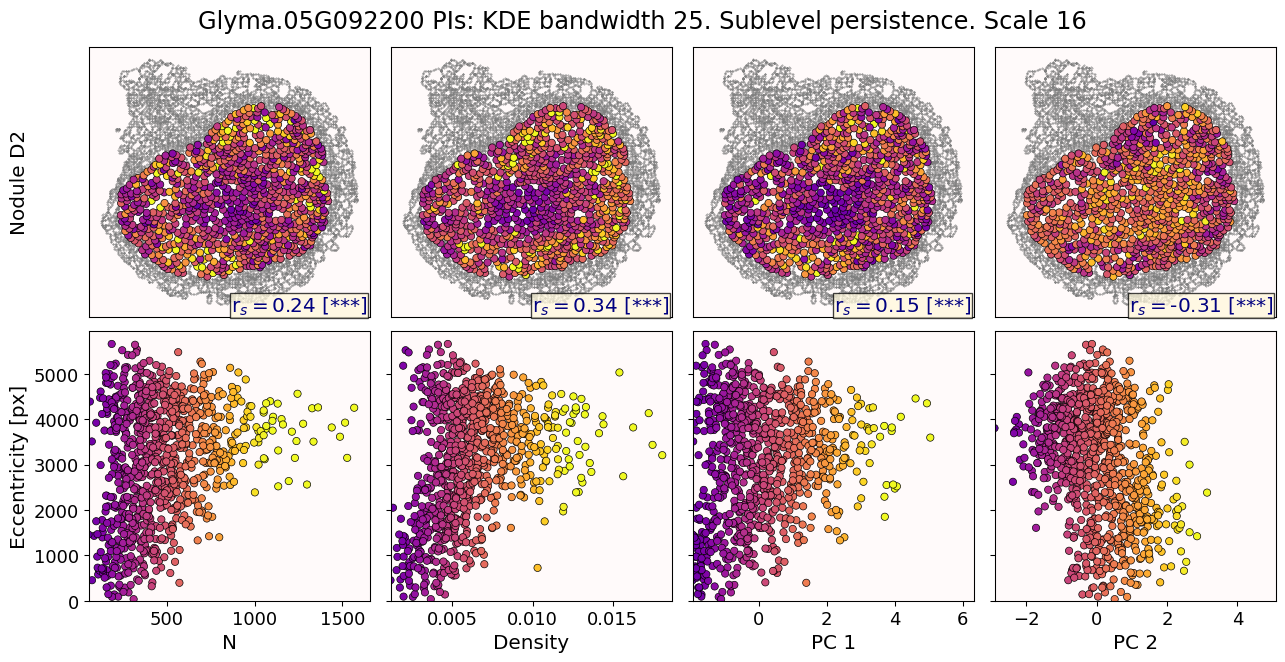 Glyma.05G092200 PIs: KDE bandwidth 25. Sublevel persistence. Scale 16
Nodule D2
r_s = 0.24 [***]
r_s = 0.34 [***]
r_s = 0.15 [***]
r_s = -0.31 [***]
Eccentricity [px]
5000
4000
3000
2000
1000
0
500 1000 1500
0.005 0.010 0.015
0 2 4 6
−2 0 2 4
N
Density
PC 1
PC 2